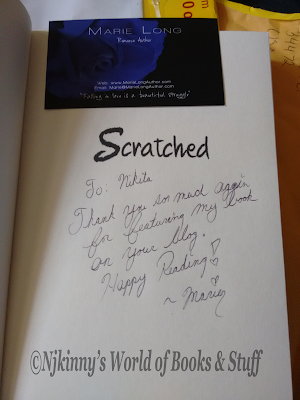 MARIE LONG
Romance Author
Web: www.MarieLongAuthor.com
Email: Marie@MarieLongAuthor.com
"Falling in love is a beautiful struggle"
Scratched
To: Nikita
Thank you so much again
for featuring my book
on your blog.
Happy Reading!
~ Marie
©Njkinny's World of Books & Stuff